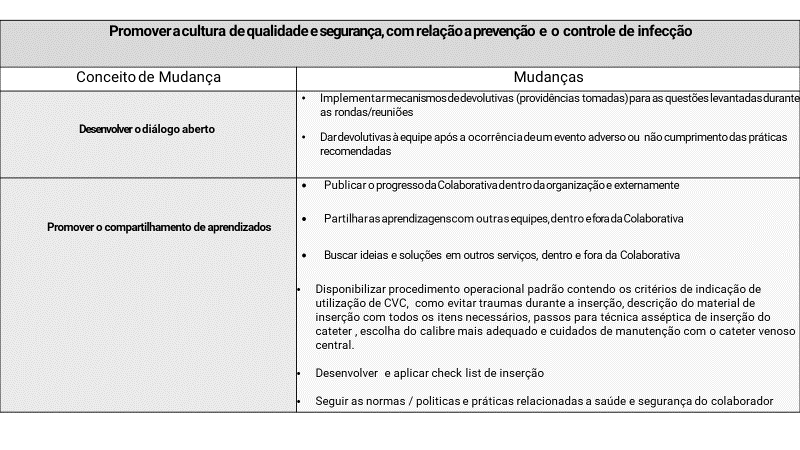 Promover a cultura de qualidade e segurança, com relação a prevenção e o controle de infecção
Conceito de Mudança
Mudanças
Desenvolver o diálogo aberto
• Implementar mecanismos de devolutivas (providências tomadas) para as questões levantadas durante
as rondas/reuniões
• Dar devolutivas à equipe após a ocorrência de um evento adverso ou não cumprimento das práticas
recomendadas
Promover o compartilhamento de aprendizados
• Publicar o progresso da Colaborativa dentro da organização e externamente
• Partilhar as aprendizagens com outras equipes, dentro e fora da Colaborativa
• Buscar ideias e soluções em outros serviços, dentro e fora da Colaborativa
• Disponibilizar procedimento operacional padrão contendo os critérios de indicação de
utilização de CVC, como evitar traumas durante a inserção, descrição do material de
inserção com todos os itens necessários, passos para técnica asséptica de inserção do
cateter , escolha do calibre mais adequado e cuidados de manutenção com o cateter venoso
central.
• Desenvolver e aplicar check list de inserção
• Seguir as normas / politicas e práticas relacionadas a saúde e segurança do colaborador